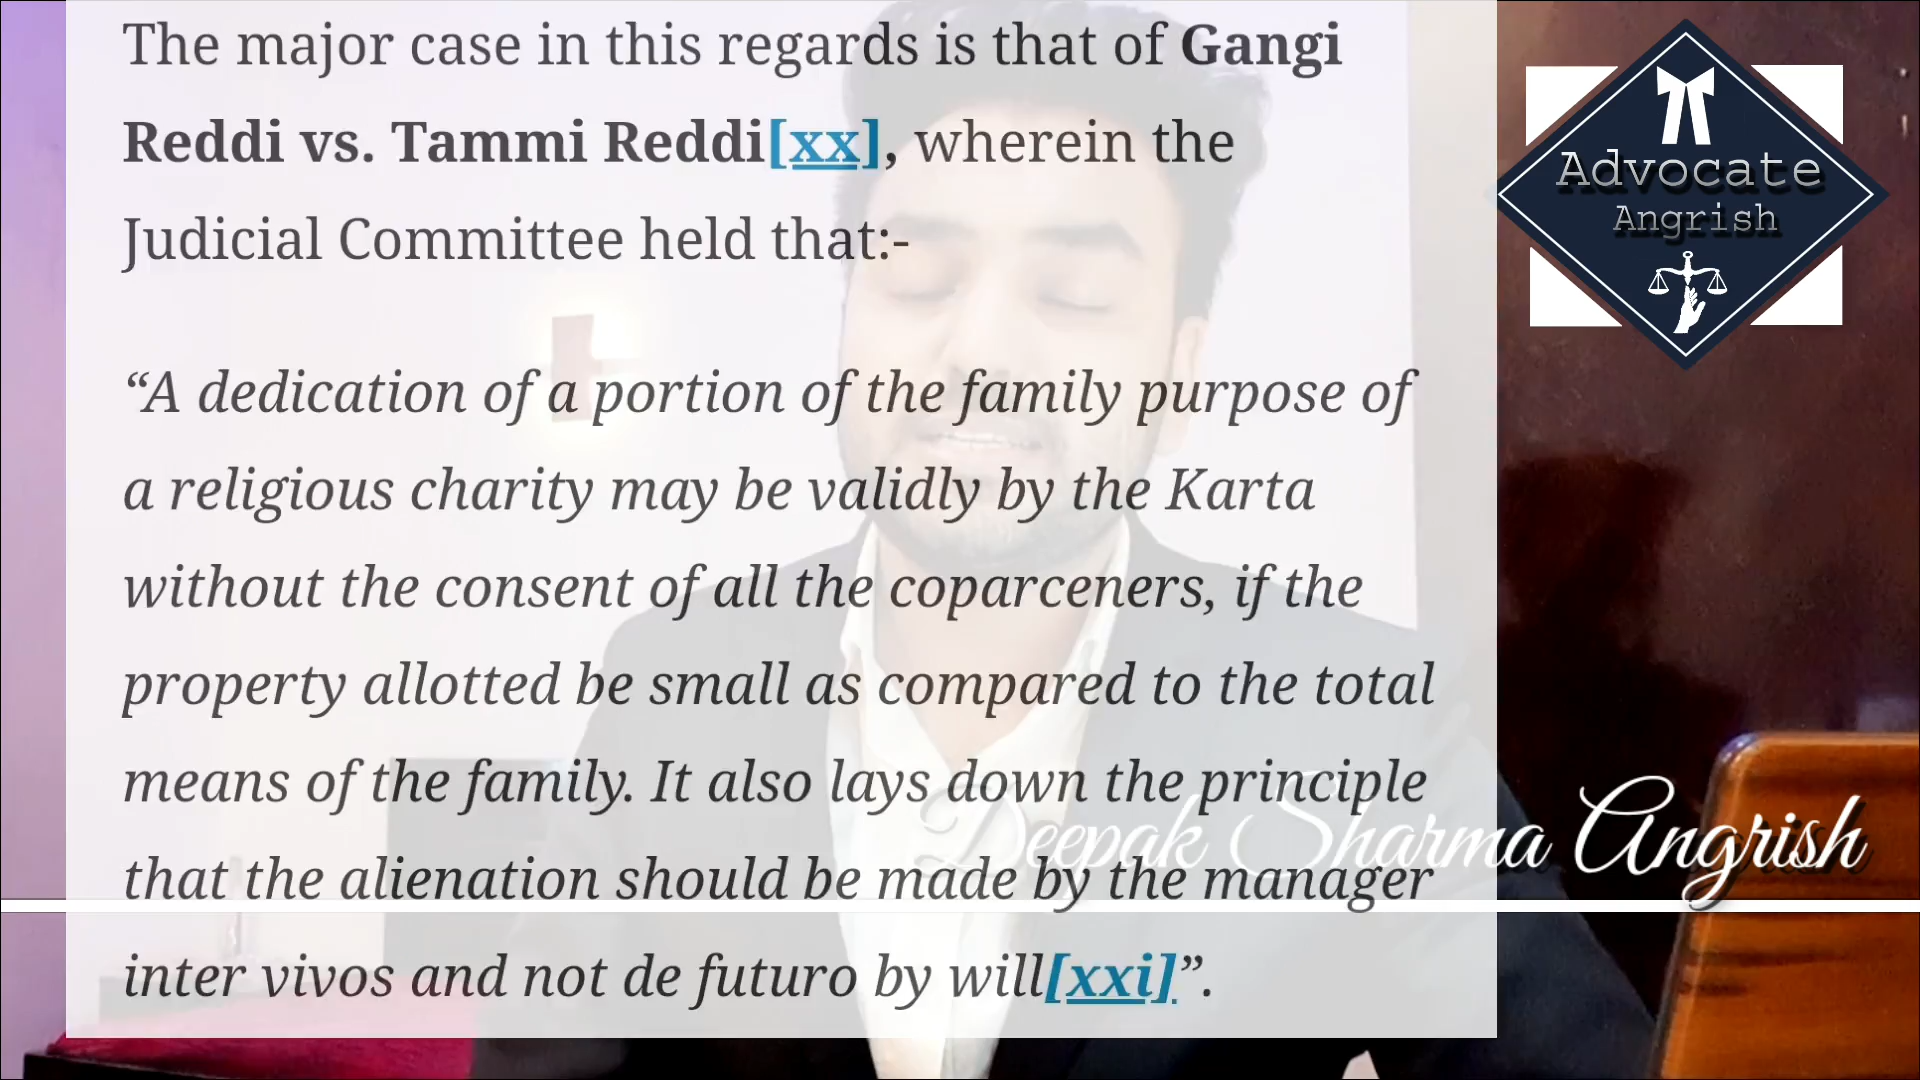 The major case in this regards is that of Gangi
Reddi vs. Tammi Reddi[xx], wherein the
Judicial Committee held that:-
“A dedication of a portion of the family purpose of
a religious charity may be validly by the Karta
without the consent of all the coparceners, if the
property allotted be small as compared to the total
means of the family. It also lays down the principle
that the alienation should be made by the manager
inter vivos and not de futuro by will[xxi]”.
Advocate
Angrish
Deepak Sharma Angrish